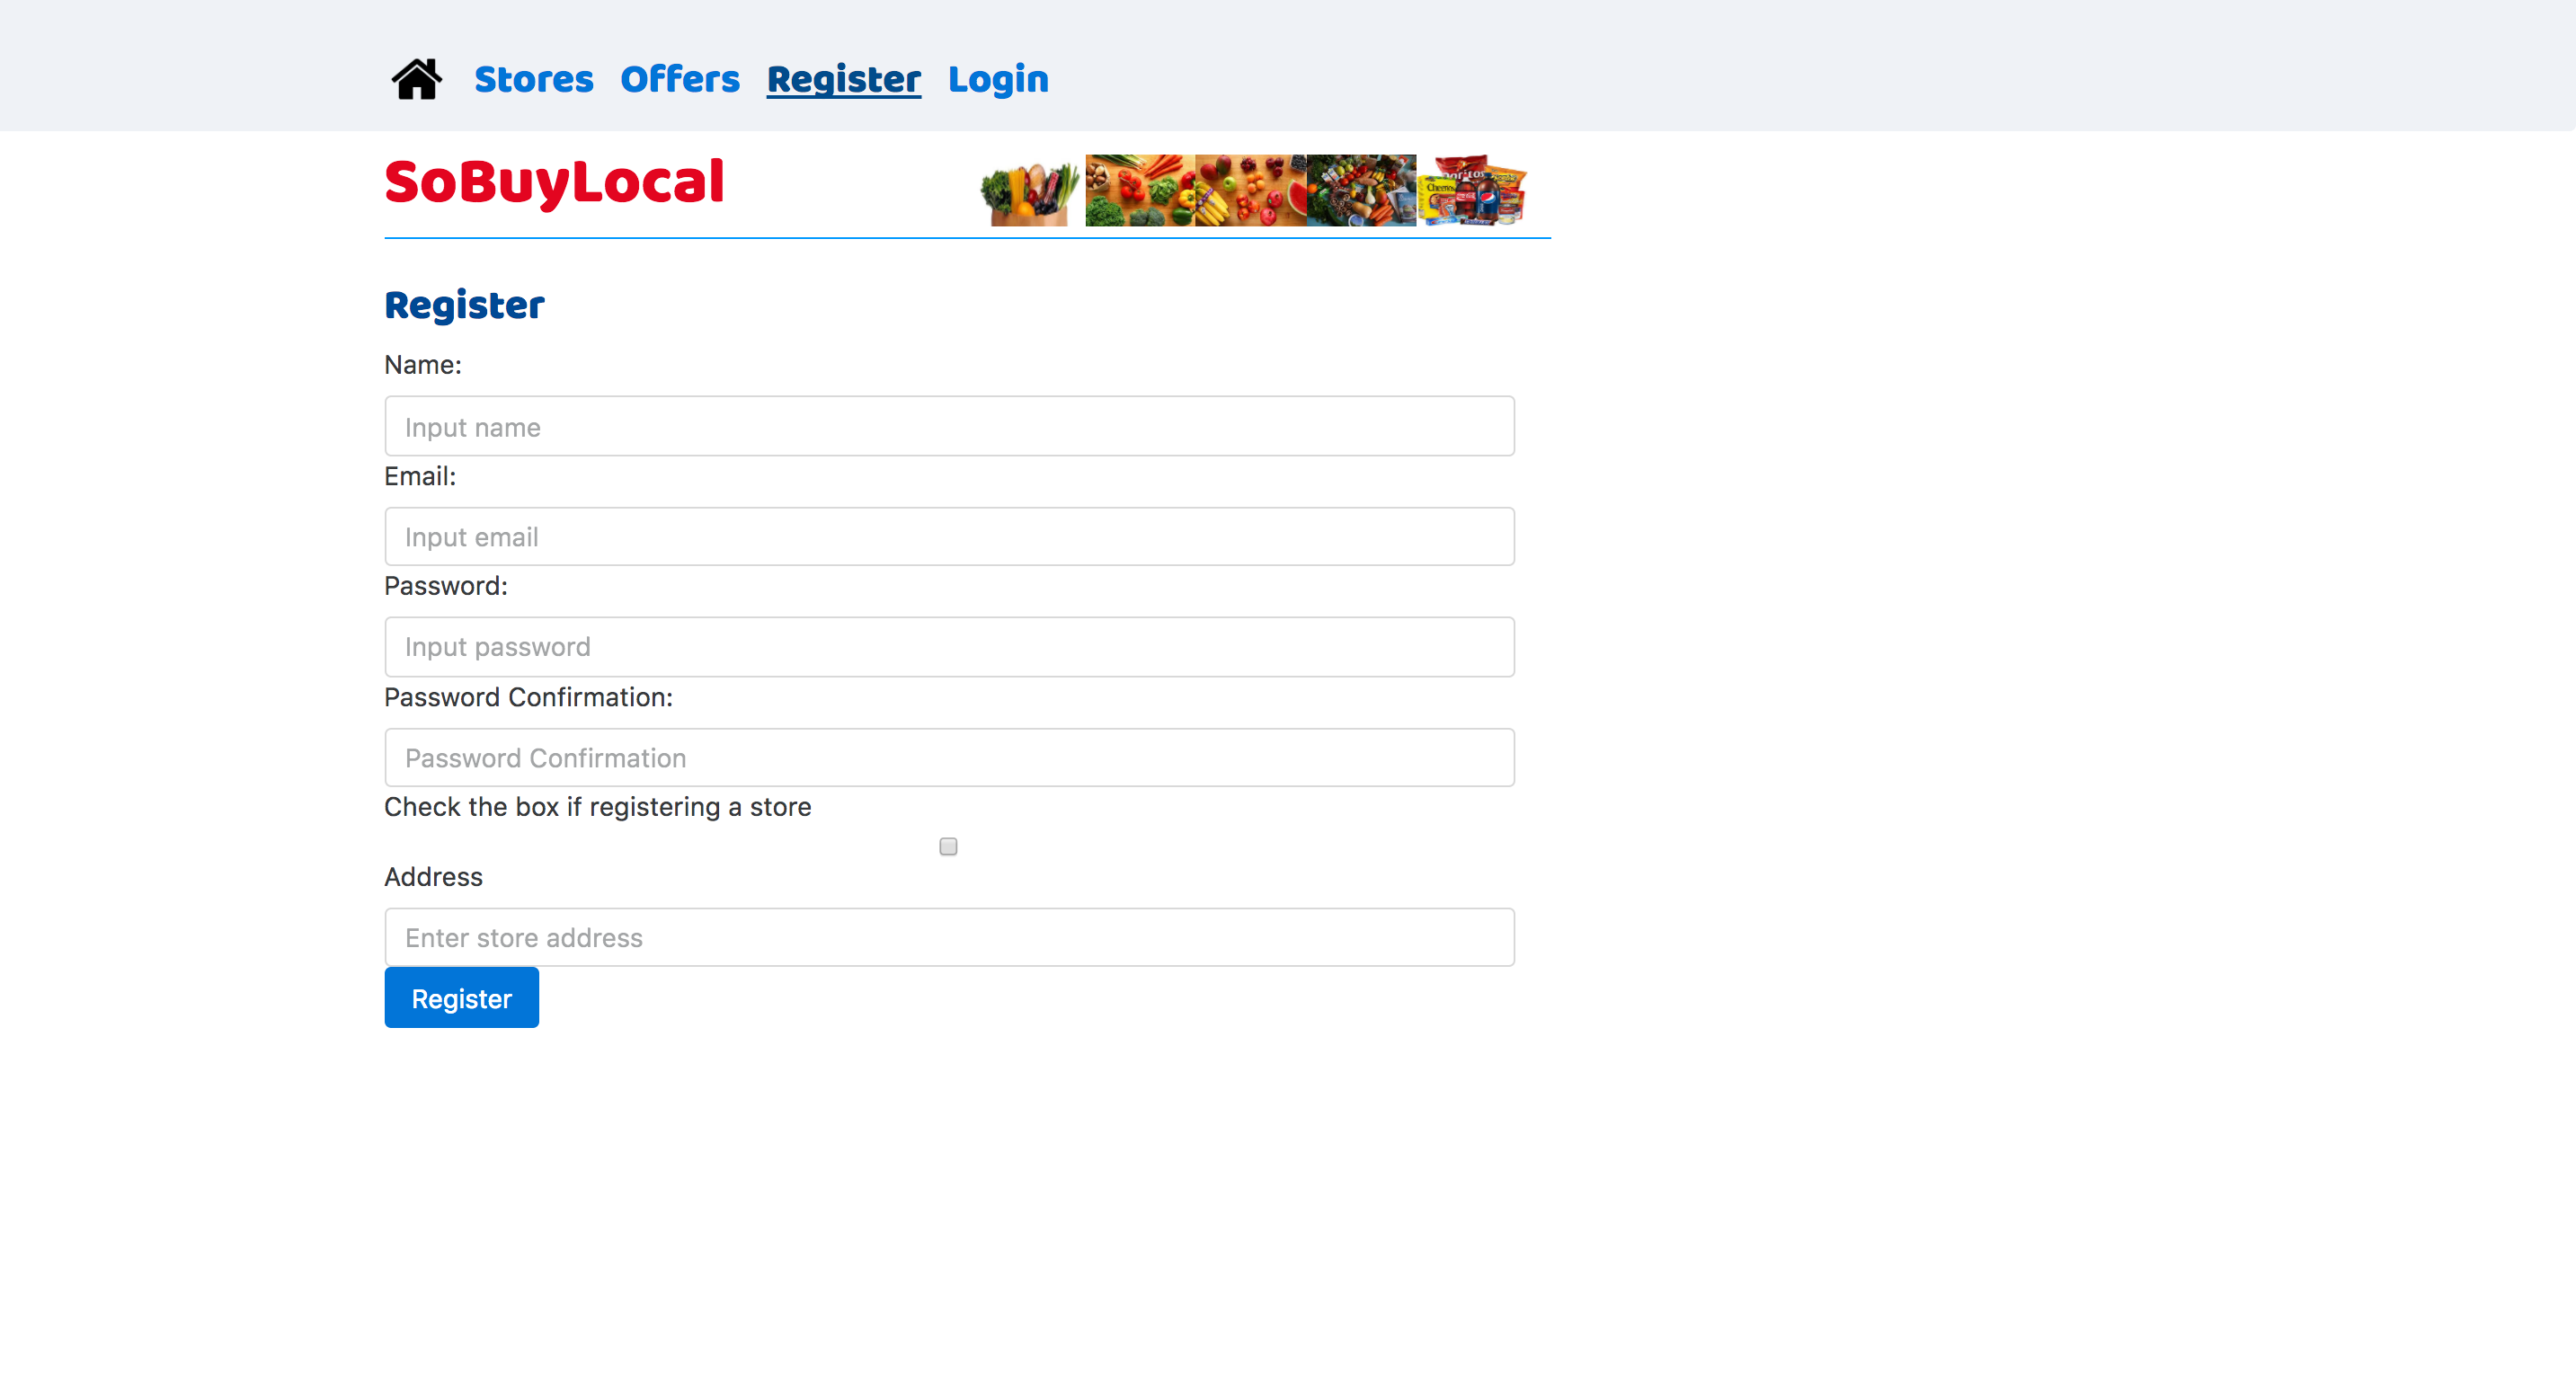 Stores Offers Register Login
SoBuyLocal
Register
Name:
Input name
Email:
Input email
Password:
Input password
Password Confirmation:
Password Confirmation
Check the box if registering a store
Address
Enter store address
Register